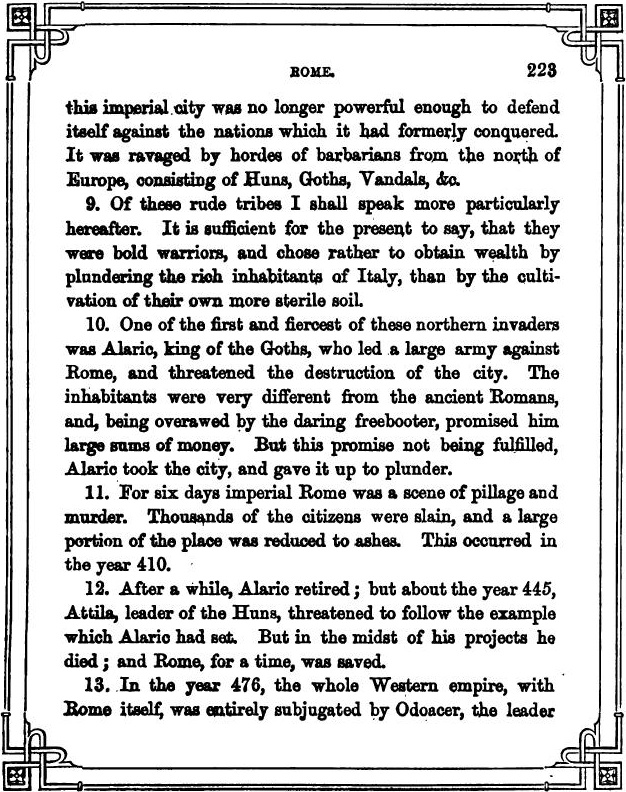 ROME. 223
this imperial city was no longer powerful enough to defend
itself against the nations which it had formerly conquered.
It was ravaged by hordes of barbarians from the north of
Europe, consisting of Huns, Goths, Vandals, &c.
9. Of these rude tribes I shall speak more particularly
hereafter. It is sufficient for the present to say, that they
were bold warriors, and chose rather to obtain wealth by
plundering the rich inhabitants of Italy, than by the culti-
vation of their own more sterile soil.
10. One of the first and fiercest of these northern invaders
was Alaric, king of the Goths, who led a large army against
Rome, and threatened the destruction of the city. The
inhabitants were very different from the ancient Romans,
and, being overawed by the daring freebooter, promised him
large sums of money. But this promise not being fulfilled,
Alaric took the city, and gave it up to plunder.
11. For six days imperial Rome was a scene of pillage and
murder. Thousands of the citizens were slain, and a large
portion of the place was reduced to ashes. This occurred in
the year 410.
12. After a while, Alaric retired; but about the year 445,
Attila, leader of the Huns, threatened to follow the example
which Alaric had set. But in the midst of his projects he
died; and Rome, for a time, was saved.
13. In the year 476, the whole Western empire, with
Rome itself, was entirely subjugated by Odoacer, the leader